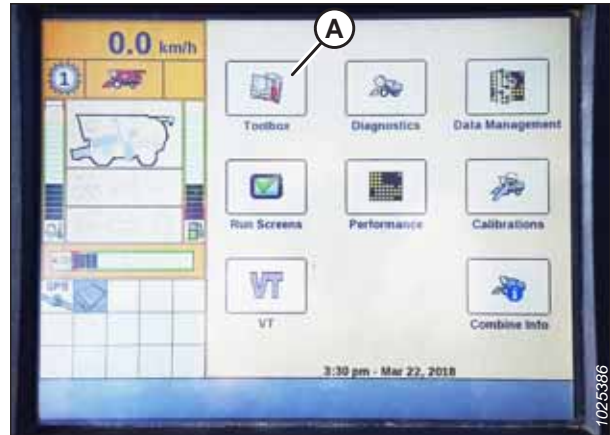 A
0.0 km/h
1
Toolbox
Diagnostics
Data Management
Run Screens
Performance
Calibrations
GPS
VT
VT
Combine Info
3:30 pm - Mar 22, 2018
1025386